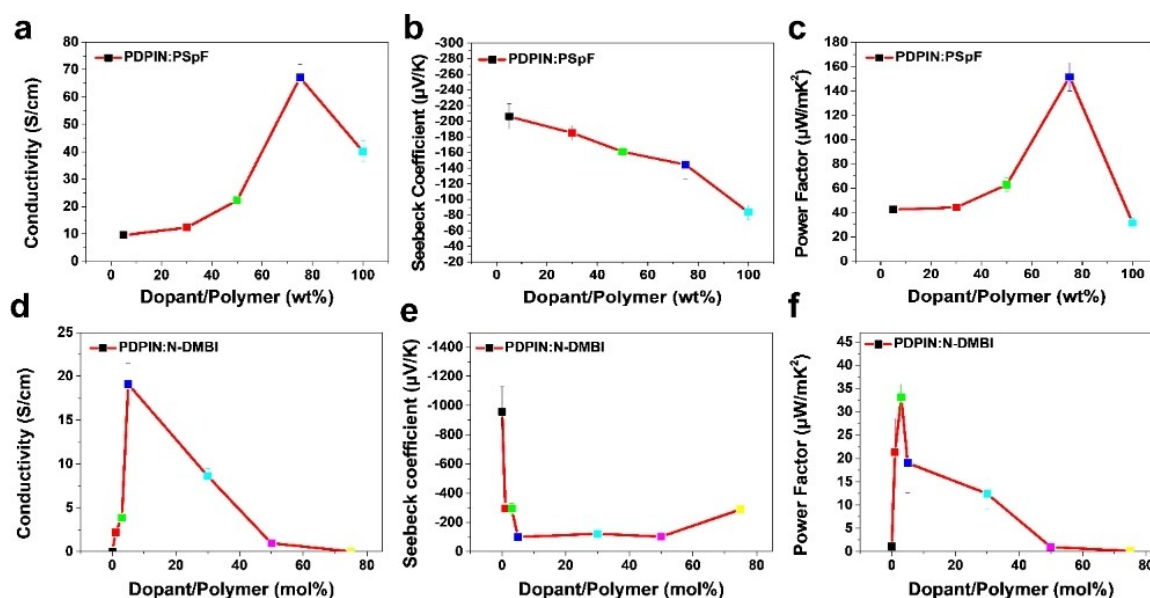 a
PDPIN:PSpF
Conductivity (S/cm)
80
70
60
50
40
30
20
10
0
0 20 40 60 80 100
Dopant/Polymer (wt%)
b
PDPIN:PSpF
Seebeck Coefficient (µV/K)
-300
-280
-260
-240
-220
-200
-180
-160
-140
-120
-100
-80
-60
-40
-20
0 20 40 60 80 100
Dopant/Polymer (wt%)
c
PDPIN:PSpF
Power Factor (µW/mK²)
180
160
140
120
100
80
60
40
20
0
0 20 40 60 80 100
Dopant/Polymer (wt%)
d
PDPIN:N-DMBI
Conductivity (S/cm)
25
20
15
10
5
0
0 20 40 60 80
Dopant/Polymer (mol%)
e
PDPIN:N-DMBI
Seebeck coefficient (µV/K)
-1400
-1200
-1000
-800
-600
-400
-200
0
0 20 40 60 80
Dopant/Polymer (mol%)
f
PDPIN:N-DMBI
Power Factor (µW/mK²)
45
40
35
30
25
20
15
10
5
0
0 20 40 60 80
Dopant/Polymer (mol%)